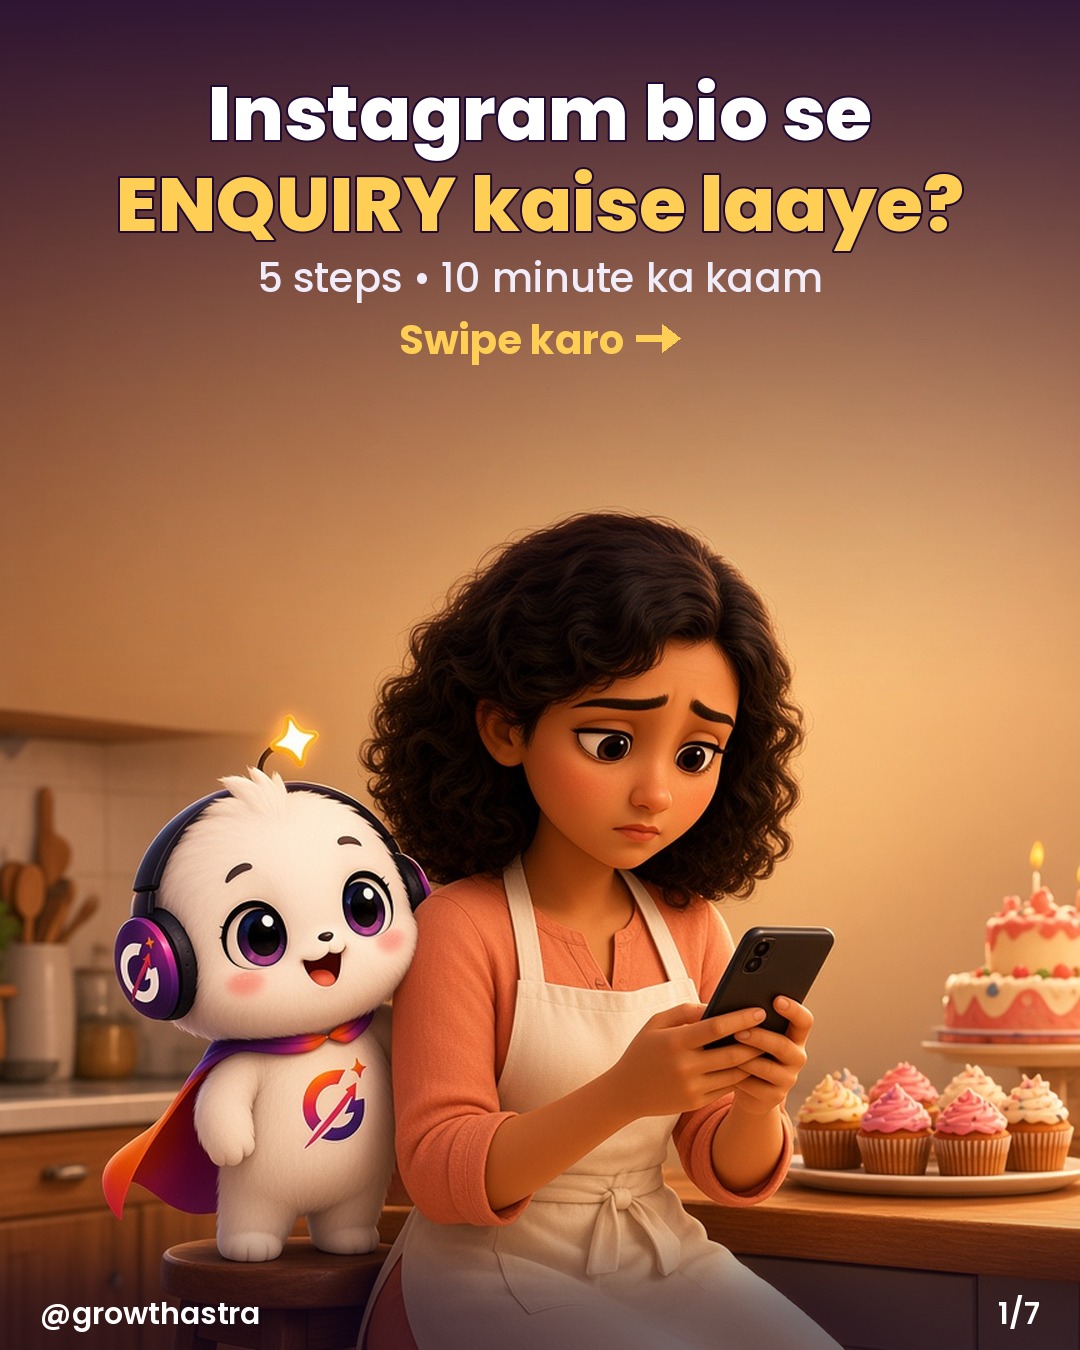 Instagram bio se
ENQUIRY kaise laaye?
5 steps • 10 minute ka kaam
Swipe karo →
@growthastra
1/7